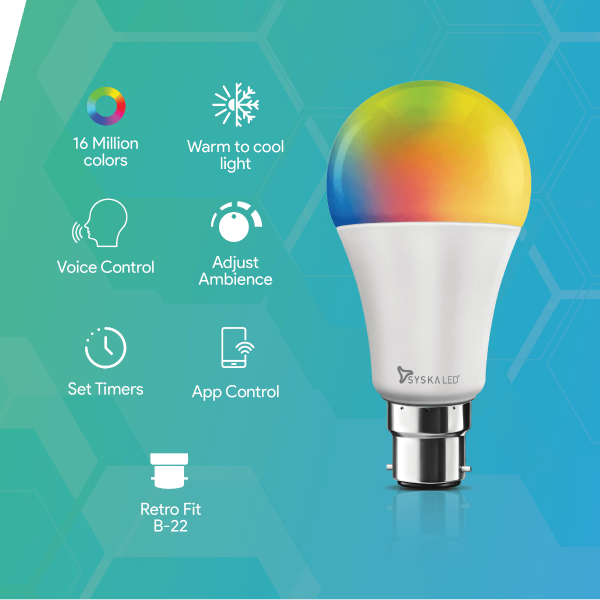 16 Million
colors
Warm to cool
light
Voice Control
Adjust
Ambience
Set Timers
App Control
SYSKA LED
Retro Fit
B-22